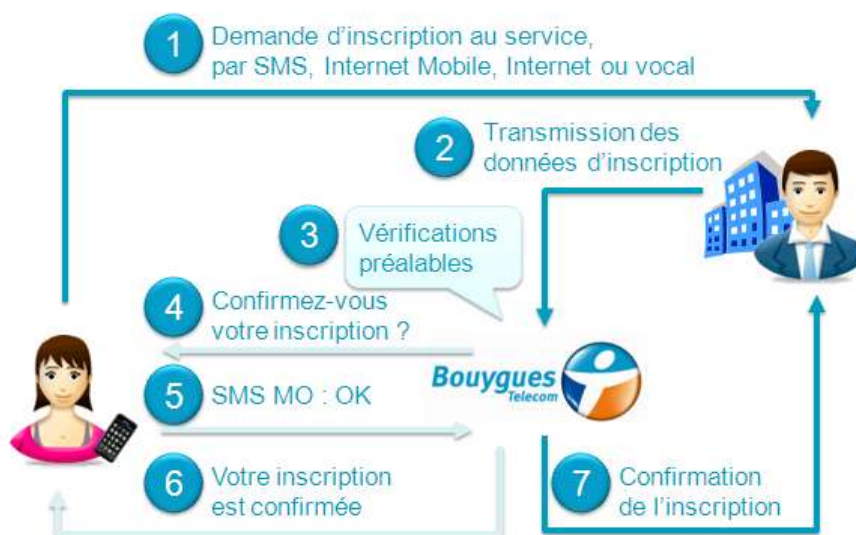 1
Demande d'inscription au service,
par SMS, Internet Mobile, Internet ou vocal
2
Transmission des
données d'inscription
3
Vérifications
préalables
4
Confirmez-vous
votre inscription ?
Bouygues
Telecom
5
SMS MO : OK
6
Votre inscription
est confirmée
7
Confirmation
de l'inscription